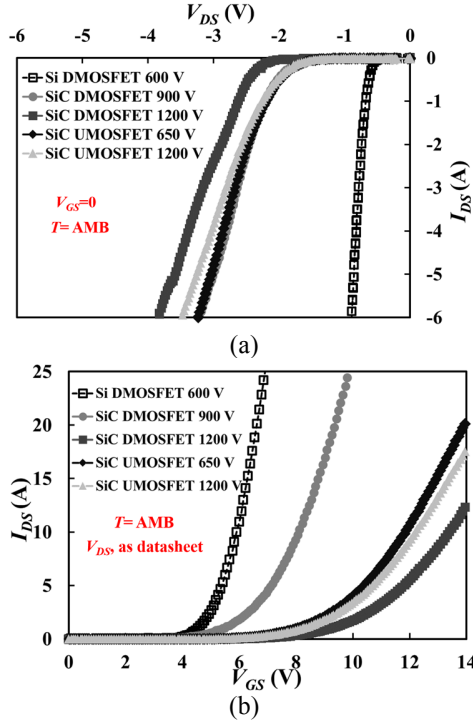 V_DS (V)
-6 -5 -4 -3 -2 -1 0
Si DMOSFET 600 V
SiC DMOSFET 900 V
SiC DMOSFET 1200 V
SiC UMOSFET 650 V
SiC UMOSFET 1200 V
V_GS=0
T= AMB
0
-1
-2
-3
-4
-5
-6
I_DS (A)
(a)
25
20
15
10
5
0
I_DS (A)
Si DMOSFET 600 V
SiC DMOSFET 900 V
SiC DMOSFET 1200 V
SiC UMOSFET 650 V
SiC UMOSFET 1200 V
T= AMB
V_DS, as datasheet
0 2 4 6 8 10 12 14
V_GS (V)
(b)